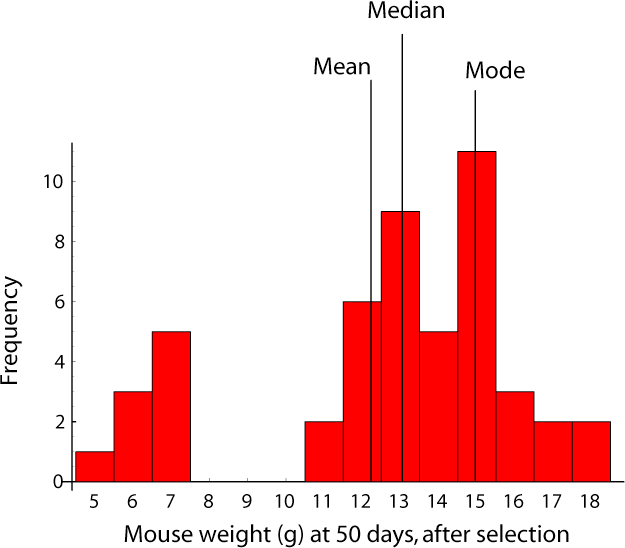 Median
Mean
Mode
Frequency
10
8
6
4
2
0
5 6 7 8 9 10 11 12 13 14 15 16 17 18
Mouse weight (g) at 50 days, after selection